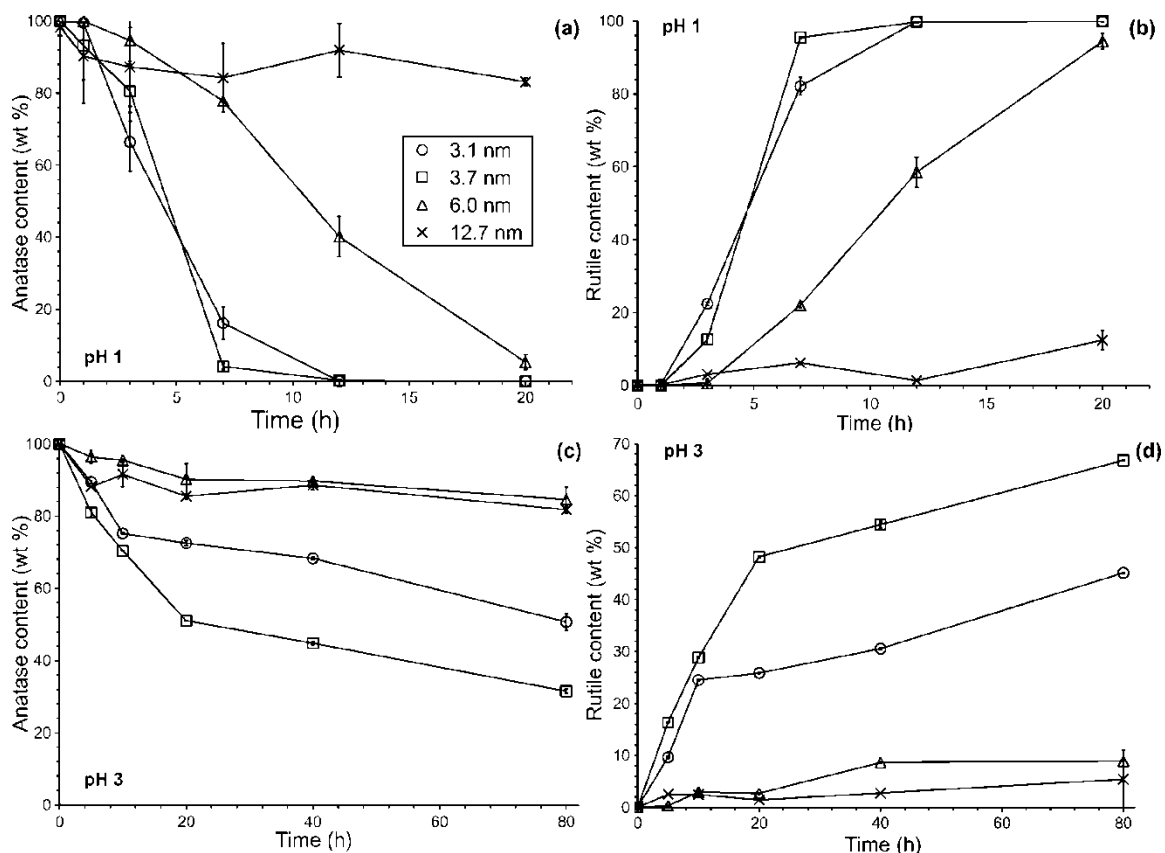 (a)
pH 1
Anatase content (wt %)
100
80
60
40
20
0
3.1 nm
3.7 nm
6.0 nm
12.7 nm
0
5
10
15
20
Time (h)
(b)
pH 1
Rutile content (wt %)
100
80
60
40
20
0
0
5
10
15
20
Time (h)
(c)
pH 3
Anatase content (wt %)
100
80
60
40
20
0
0
20
40
60
80
Time (h)
(d)
pH 3
Rutile content (wt %)
70
60
50
40
30
20
10
0
0
20
40
60
80
Time (h)